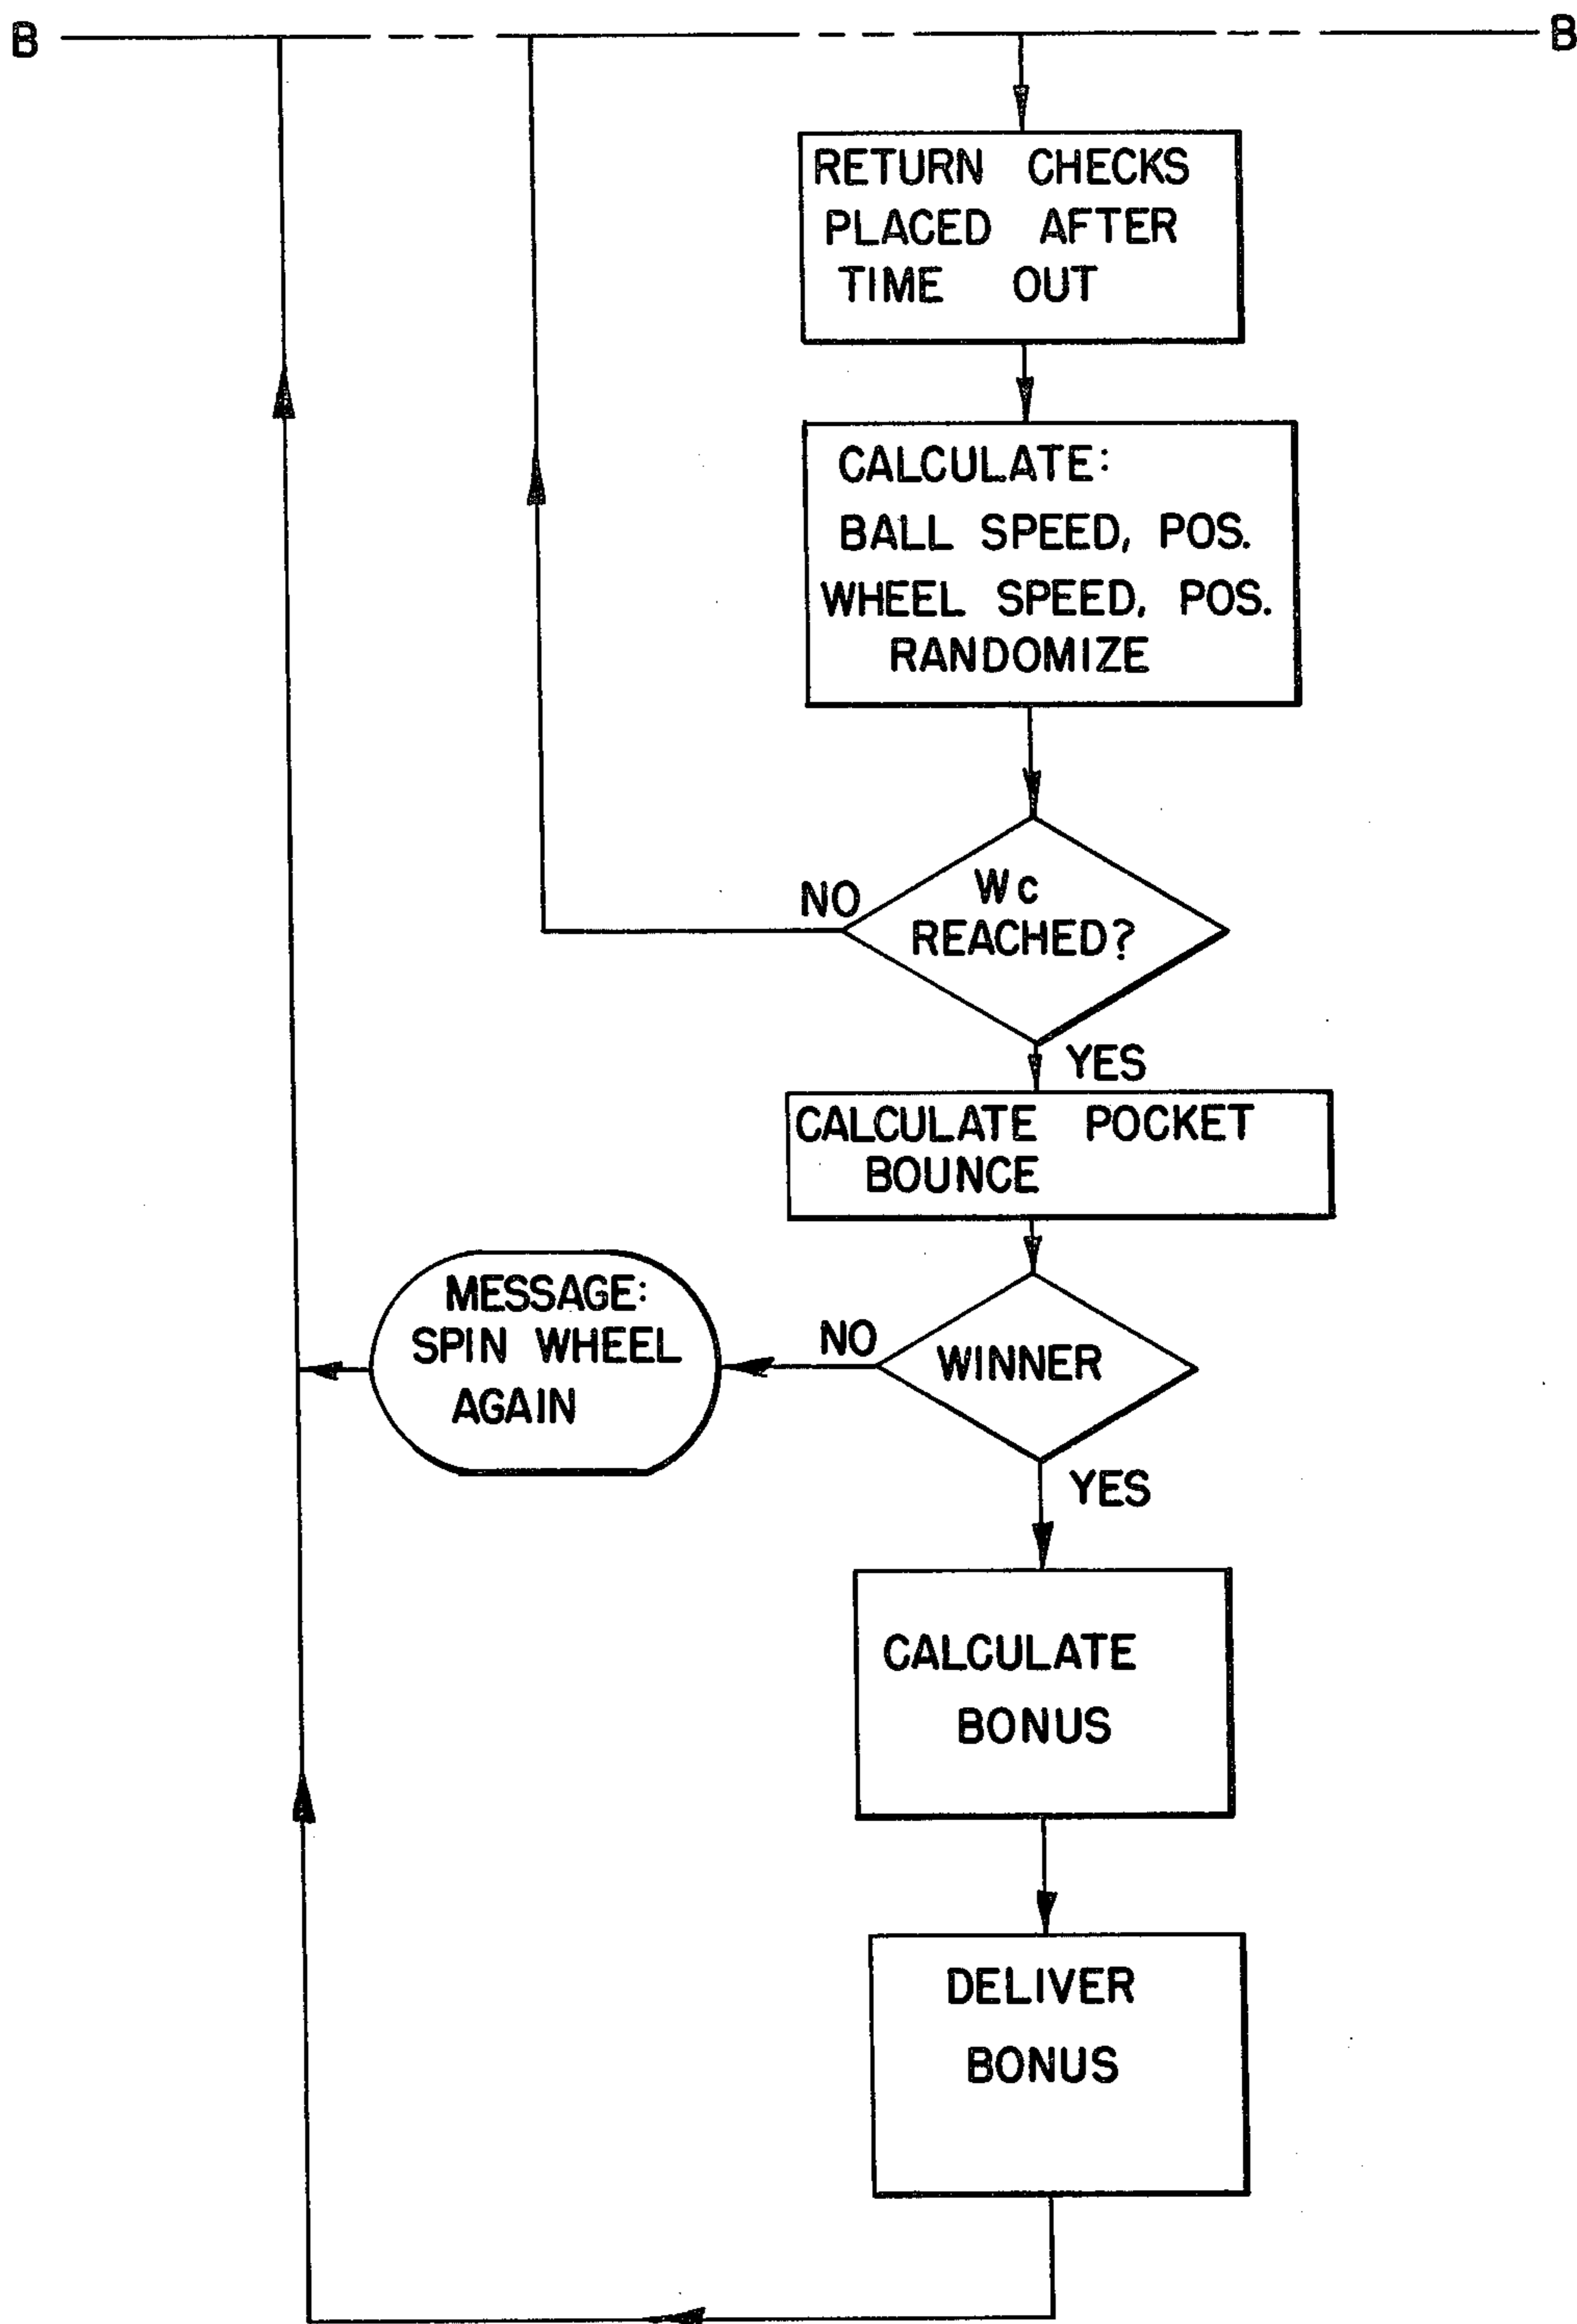 B B
RETURN CHECKS
PLACED AFTER
TIME OUT
CALCULATE:
BALL SPEED, POS.
WHEEL SPEED, POS.
RANDOMIZE
NO
Wc
REACHED?
YES
CALCULATE POCKET
BOUNCE
MESSAGE:
SPIN WHEEL
AGAIN
NO
WINNER
YES
CALCULATE
BONUS
DELIVER
BONUS